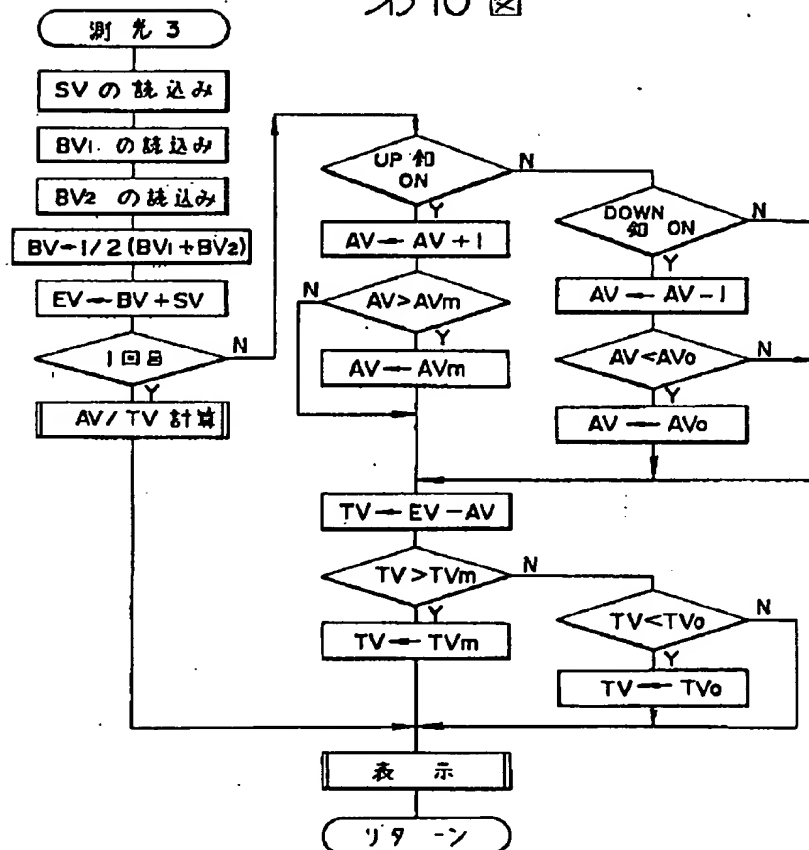 第10図
測光3
SVの読込み
BV1の読込み
BV2の読込み
BV←1/2(BV1+BV2)
EV←BV+SV
1回目
N
Y
AV/TV計算
UP 釦
ON
N
Y
AV←AV+1
AV>AVm
N
Y
AV←AVm
DOWN
釦 ON
N
Y
AV←AV-1
AV<AVo
N
Y
AV←AVo
TV←EV-AV
TV>TVm
N
Y
TV←TVm
TV<TVo
N
Y
TV←TVo
表示
リターン